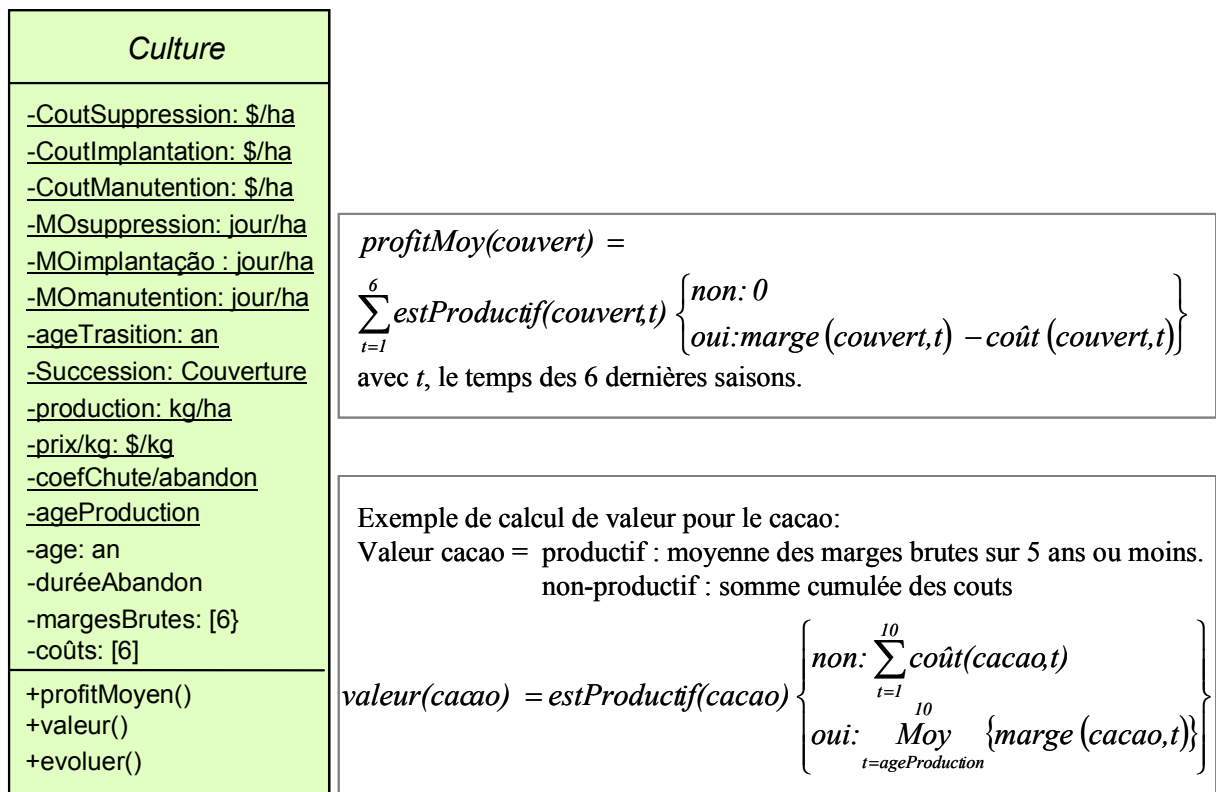 Culture
-CoutSuppression: $/ha
-CoutImplantation: $/ha
-CoutManutention: $/ha
-MOsuppression: jour/ha
-MOimplantação : jour/ha
-MOmanutention: jour/ha
-ageTrasition: an
-Succession: Couverture
-production: kg/ha
-prix/kg: $/kg
-coefChute/abandon
-ageProduction
-age: an
-duréeAbandon
-margesBrutes: [6}
-coûts: [6]
+profitMoyen()
+valeur()
+evoluer()
profitMoy(couvert) =
6
∑ estProductif(couvert,t) { non: 0
oui:marge (couvert,t) – coût (couvert,t) }
t=1
avec t, le temps des 6 dernières saisons.
Exemple de calcul de valeur pour le cacao:
Valeur cacao = productif : moyenne des marges brutes sur 5 ans ou moins.
non-productif : somme cumulée des couts
10
non: ∑ coût(cacao,t)
t=1
valeur(cacao) = estProductif(cacao)
10
oui: Moy {marge (cacao,t)}
t=ageProduction